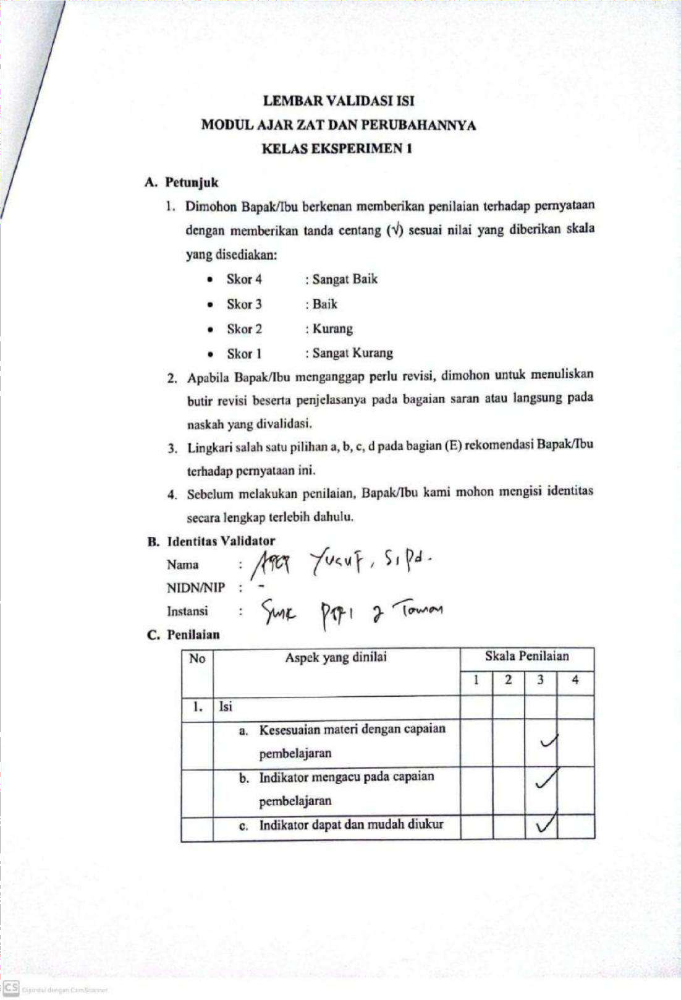 LEMBAR VALIDASI ISI
MODUL AJAR ZAT DAN PERUBAHANNYA
KELAS EKSPERIMEN 1
A. Petunjuk
1. Dimohon Bapak/Ibu berkenan memberikan penilaian terhadap pernyataan
dengan memberikan tanda centang (√) sesuai nilai yang diberikan skala
yang disediakan:
• Skor 4 : Sangat Baik
• Skor 3 : Baik
• Skor 2 : Kurang
• Skor 1 : Sangat Kurang
2. Apabila Bapak/Ibu menganggap perlu revisi, dimohon untuk menuliskan
butir revisi beserta penjelasanya pada bagaian saran atau langsung pada
naskah yang divalidasi.
3. Lingkari salah satu pilihan a, b, c, d pada bagian (E) rekomendasi Bapak/Ibu
terhadap pernyataan ini.
4. Sebelum melakukan penilaian, Bapak/Ibu kami mohon mengisi identitas
secara lengkap terlebih dahulu.
B. Identitas Validator
Nama : Yusuf, S.Pd.
NIDN/NIP : -
Instansi : SMK 2 Taman
C. Penilaian
No Aspek yang dinilai Skala Penilaian
1 2 3 4
1. Isi
a. Kesesuaian materi dengan capaian
pembelajaran ✓
b. Indikator mengacu pada capaian
pembelajaran ✓
c. Indikator dapat dan mudah diukur ✓
CS Dipindai dengan CamScanner